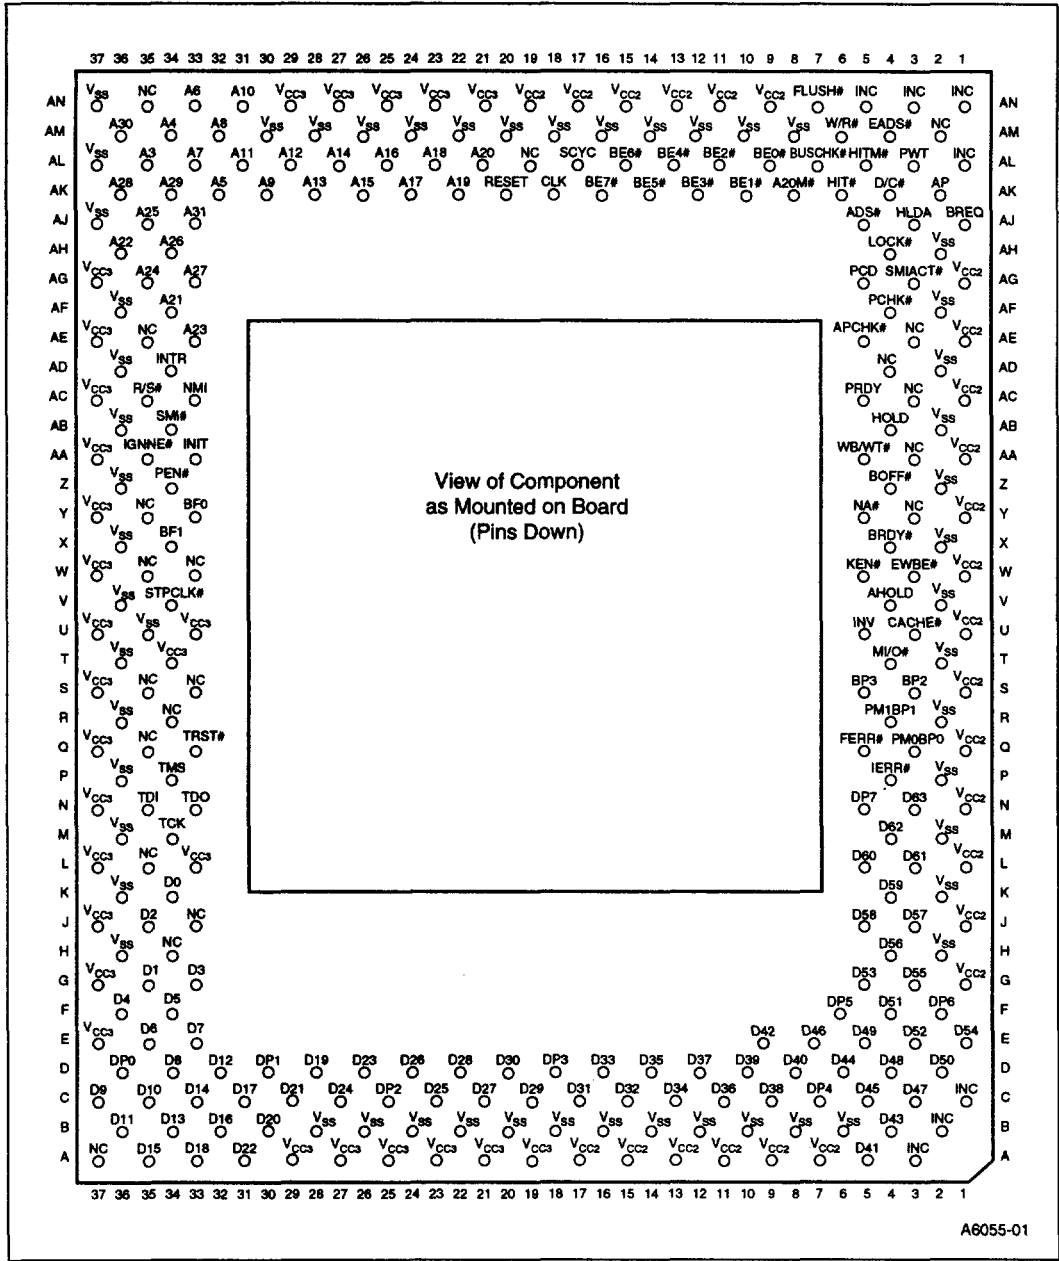 37 36 35 34 33 32 31 30 29 28 27 26 25 24 23 22 21 20 19 18 17 16 15 14 13 12 11 10 9 8 7 6 5 4 3 2 1
AN VSS NC A6 A10 VCC3 VCC3 VCC3 VCC3 VCC3 VCC2 VCC2 VCC2 VCC2 VCC2 VCC2 FLUSH# INC INC INC AN
AM A30 A4 A8 VSS VSS VSS VSS VSS VSS VSS VSS VSS VSS VSS VSS W/R# EADS# NC AM
AL VSS A3 A7 A11 A12 A14 A16 A18 A20 NC SCYC BE6# BE4# BE2# BE0# BUSCHK# HITM# PWT INC AL
AK A28 A29 A5 A9 A13 A15 A17 A19 RESET CLK BE7# BE5# BE3# BE1# A20M# HIT# D/C# AP AK
AJ VSS A25 A31 ADS# HLDA BREQ AJ
AH A22 A26 LOCK# VSS AH
AG VCC3 A24 A27 PCD SMIACT# VCC2 AG
AF VSS A21 PCHK# VSS AF
AE VCC3 NC A23 APCHK# NC VCC2 AE
AD VSS INTR NC VSS AD
AC VCC3 R/S# NMI PRDY NC VCC2 AC
AB VSS SMI# HOLD VSS AB
AA VCC3 IGNNE# INIT WB/WT# NC VCC2 AA
Z VSS PEN# BOFF# VSS Z
Y VCC3 NC BF0 NA# NC VCC2 Y
X VSS BF1 BRDY# VSS X
W VCC3 NC NC KEN# EWBE# VCC2 W
V VSS STPCLK# AHOLD VSS V
U VCC3 VSS VCC3 INV CACHE# VCC2 U
T VSS VCC3 MI/O# VSS T
S VCC3 NC NC BP3 BP2 VCC2 S
R VSS NC PM1BP1 VSS R
Q VCC3 NC TRST# FERR# PM0BP0 VCC2 Q
P VSS TMS IERR# VSS P
N VCC3 TDI TDO DP7 D63 VCC2 N
M VSS TCK D62 VSS M
L VCC3 NC VCC3 D60 D61 VCC2 L
K VSS D0 D59 VSS K
J VCC3 D2 NC D58 D57 VCC2 J
H VSS NC D56 VSS H
G VCC3 D1 D3 D53 D55 VCC2 G
F D4 D5 DP5 D51 DP6 F
E VCC3 D6 D7 D42 D46 D49 D52 D54 E
D DP0 D8 D12 DP1 D19 D23 D26 D28 D30 DP3 D33 D35 D37 D39 D40 D44 D48 D50 D
C D9 D10 D14 D17 D21 D24 DP2 D25 D27 D29 D31 D32 D34 D36 D38 DP4 D45 D47 INC C
B D11 D13 D16 D20 VSS VSS VSS VSS VSS VSS VSS VSS VSS VSS VSS VSS D43 INC B
A NC D15 D18 D22 VCC3 VCC3 VCC3 VCC3 VCC3 VCC3 VCC2 VCC2 VCC2 VCC2 VCC2 VCC2 D41 INC A
37 36 35 34 33 32 31 30 29 28 27 26 25 24 23 22 21 20 19 18 17 16 15 14 13 12 11 10 9 8 7 6 5 4 3 2 1
View of Component
as Mounted on Board
(Pins Down)
A6055-01